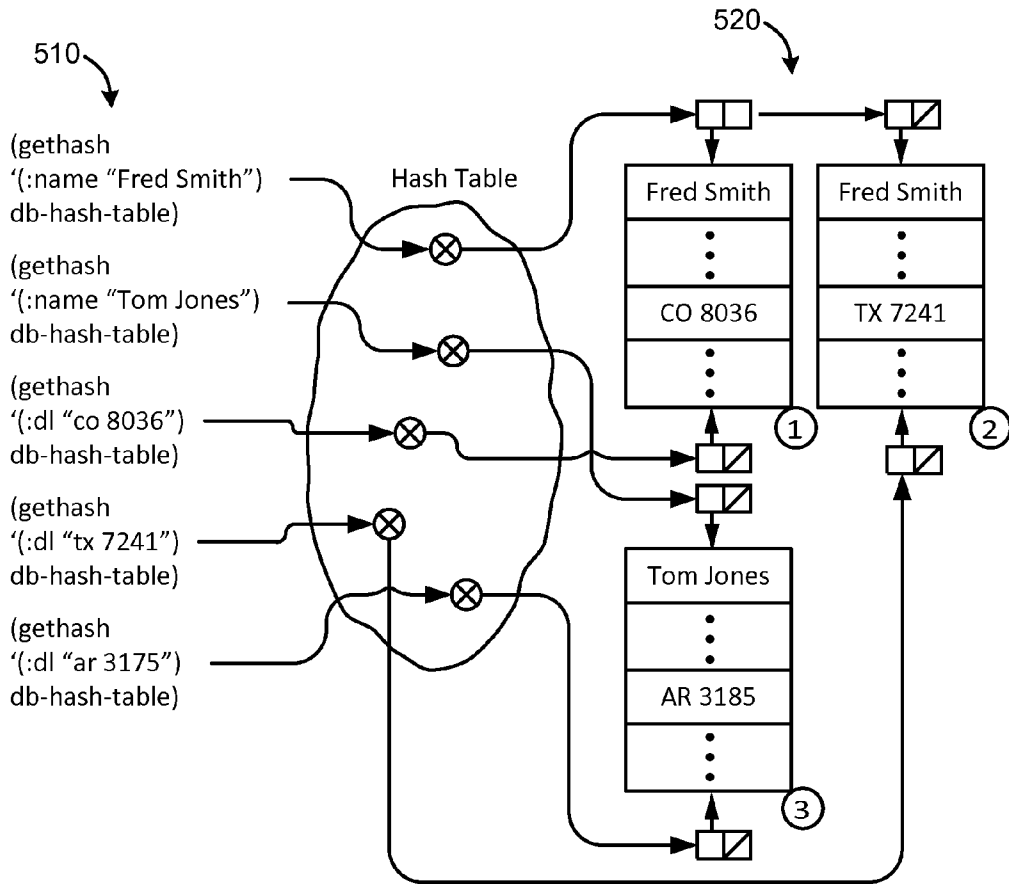 510
520
(gethash
‘(:name “Fred Smith”)
db-hash-table)
(gethash
‘(:name “Tom Jones”)
db-hash-table)
(gethash
‘(:dl “co 8036”)
db-hash-table)
(gethash
‘(:dl “tx 7241”)
db-hash-table)
(gethash
‘(:dl “ar 3175”)
db-hash-table)
Hash Table
Fred Smith
CO 8036
1
Fred Smith
TX 7241
2
Tom Jones
AR 3185
3